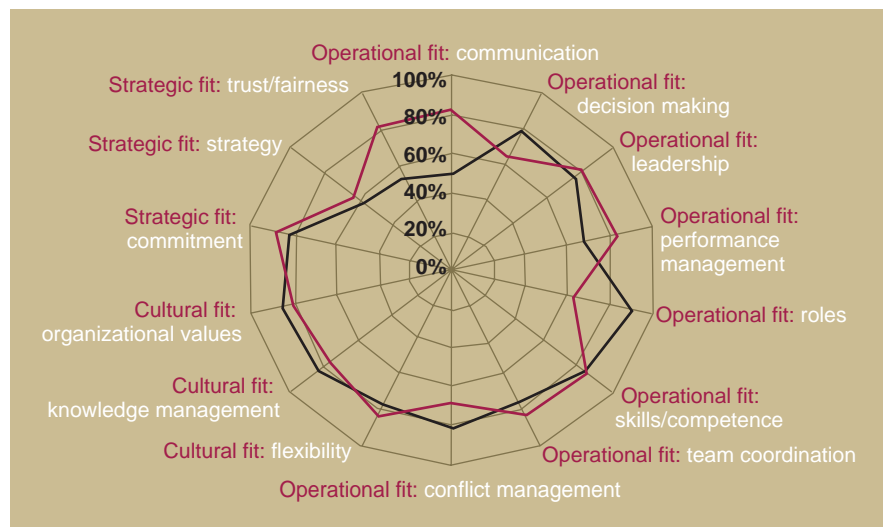 Operational fit: communication
Operational fit:
decision making
Operational fit:
leadership
Operational fit:
performance
management
Operational fit: roles
Operational fit:
skills/competence
Operational fit: team coordination
Operational fit: conflict management
Cultural fit: flexibility
Cultural fit:
knowledge management
Cultural fit:
organizational values
Strategic fit:
commitment
Strategic fit: strategy
Strategic fit: trust/fairness
100%
80%
60%
40%
20%
0%